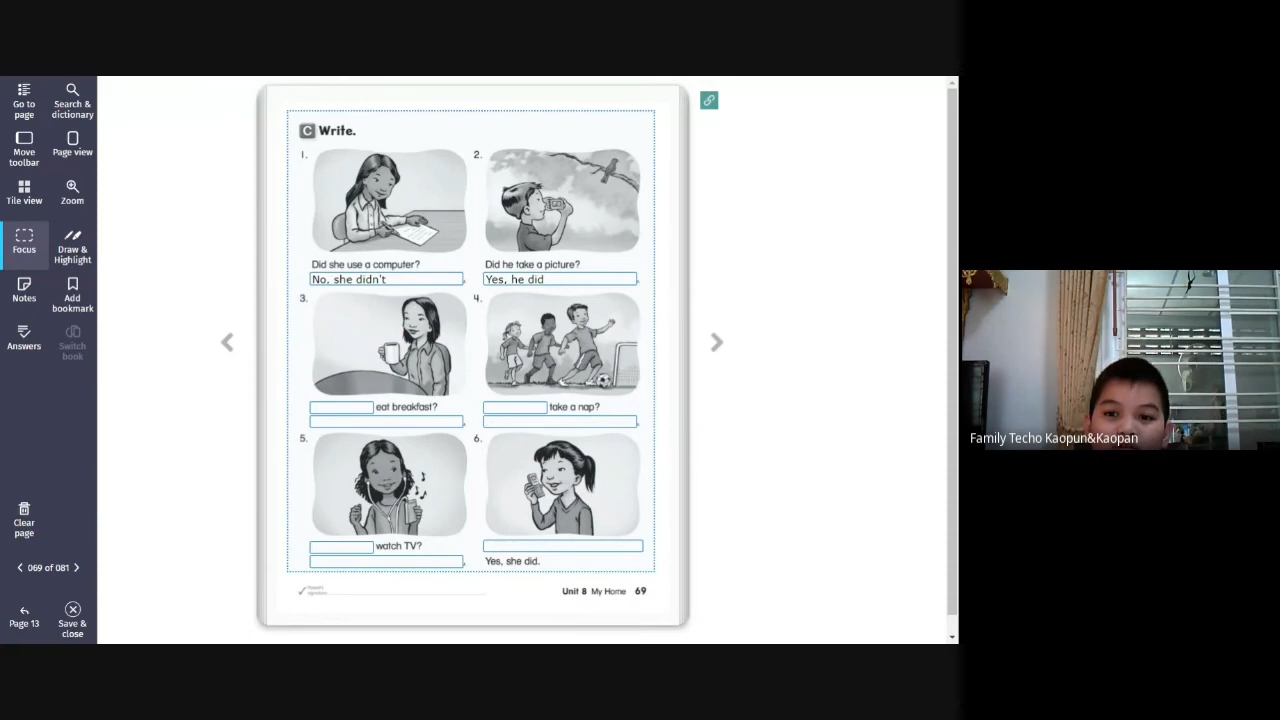 Go to
page
Search &
dictionary
Move
toolbar
Page view
Tile view
Zoom
Focus
Draw &
Highlight
Notes
Add
bookmark
Answers
Switch
book
Clear
page
069 of 081
Page 13
Save &
close
C Write.
1.
Did she use a computer?
No, she didn't.
2.
Did he take a picture?
Yes, he did.
3.
eat breakfast?
4.
take a nap?
5.
watch TV?
6.
Yes, she did.
Unit 8 My Home 69
Family Techo Kaopun&Kaopan